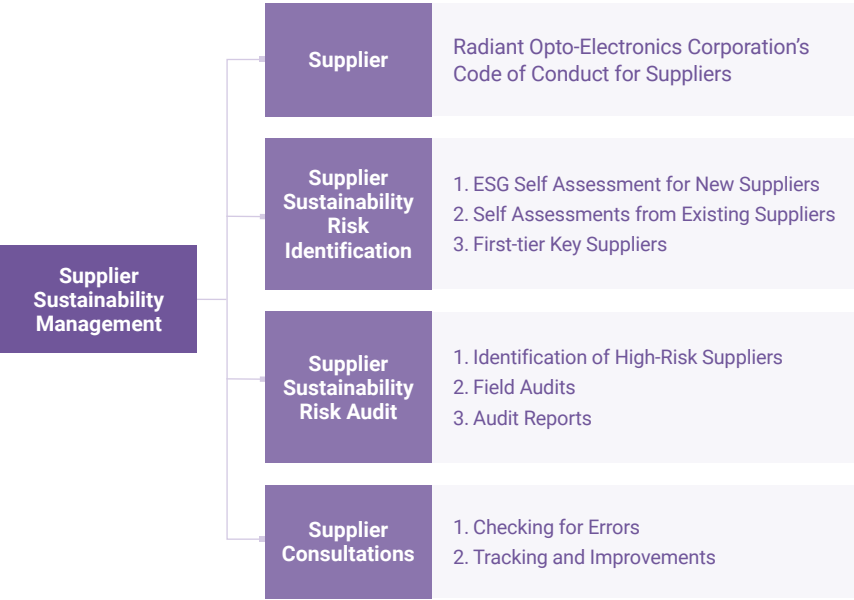 Supplier
Sustainability
Management
Supplier
Radiant Opto-Electronics Corporation's
Code of Conduct for Suppliers
Supplier
Sustainability
Risk
Identification
1. ESG Self Assessment for New Suppliers
2. Self Assessments from Existing Suppliers
3. First-tier Key Suppliers
Supplier
Sustainability
Risk Audit
1. Identification of High-Risk Suppliers
2. Field Audits
3. Audit Reports
Supplier
Consultations
1. Checking for Errors
2. Tracking and Improvements